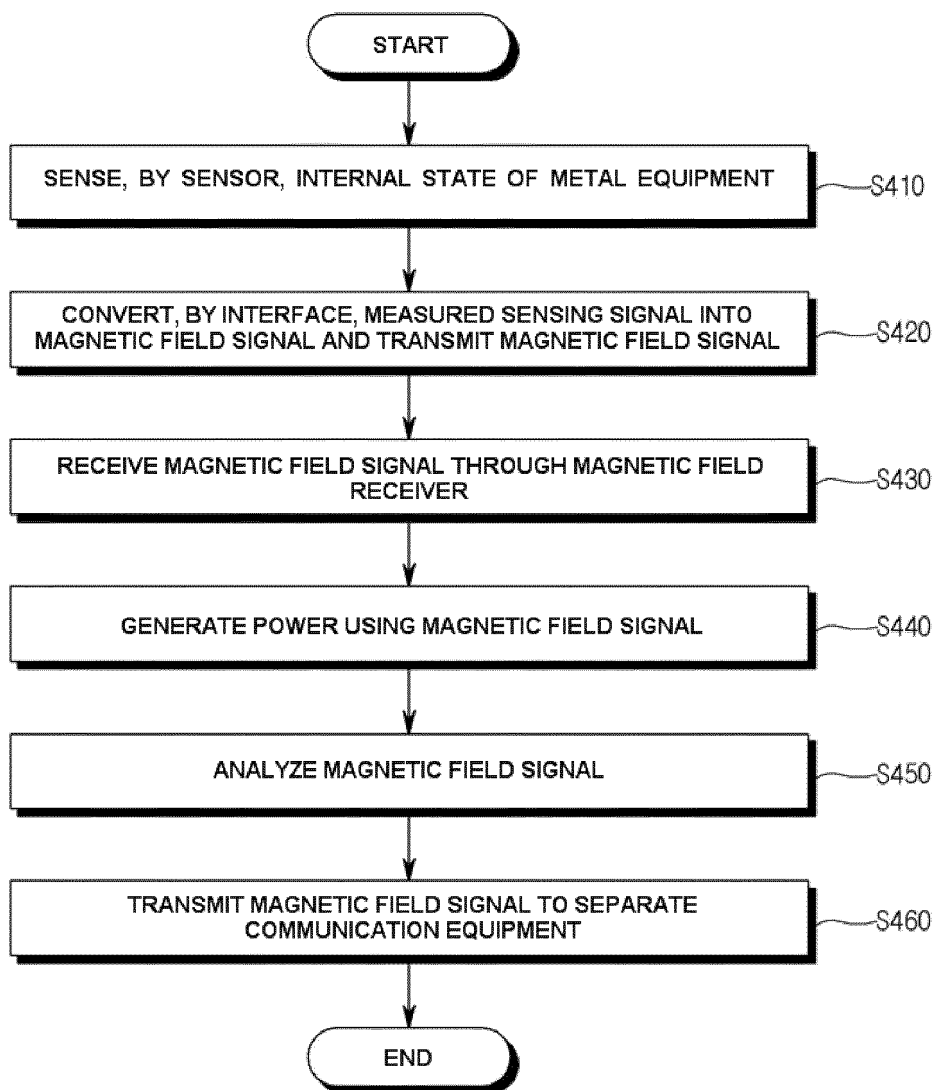 START
SENSE, BY SENSOR, INTERNAL STATE OF METAL EQUIPMENT
S410
CONVERT, BY INTERFACE, MEASURED SENSING SIGNAL INTO
MAGNETIC FIELD SIGNAL AND TRANSMIT MAGNETIC FIELD SIGNAL
S420
RECEIVE MAGNETIC FIELD SIGNAL THROUGH MAGNETIC FIELD
RECEIVER
S430
GENERATE POWER USING MAGNETIC FIELD SIGNAL
S440
ANALYZE MAGNETIC FIELD SIGNAL
S450
TRANSMIT MAGNETIC FIELD SIGNAL TO SEPARATE
COMMUNICATION EQUIPMENT
S460
END